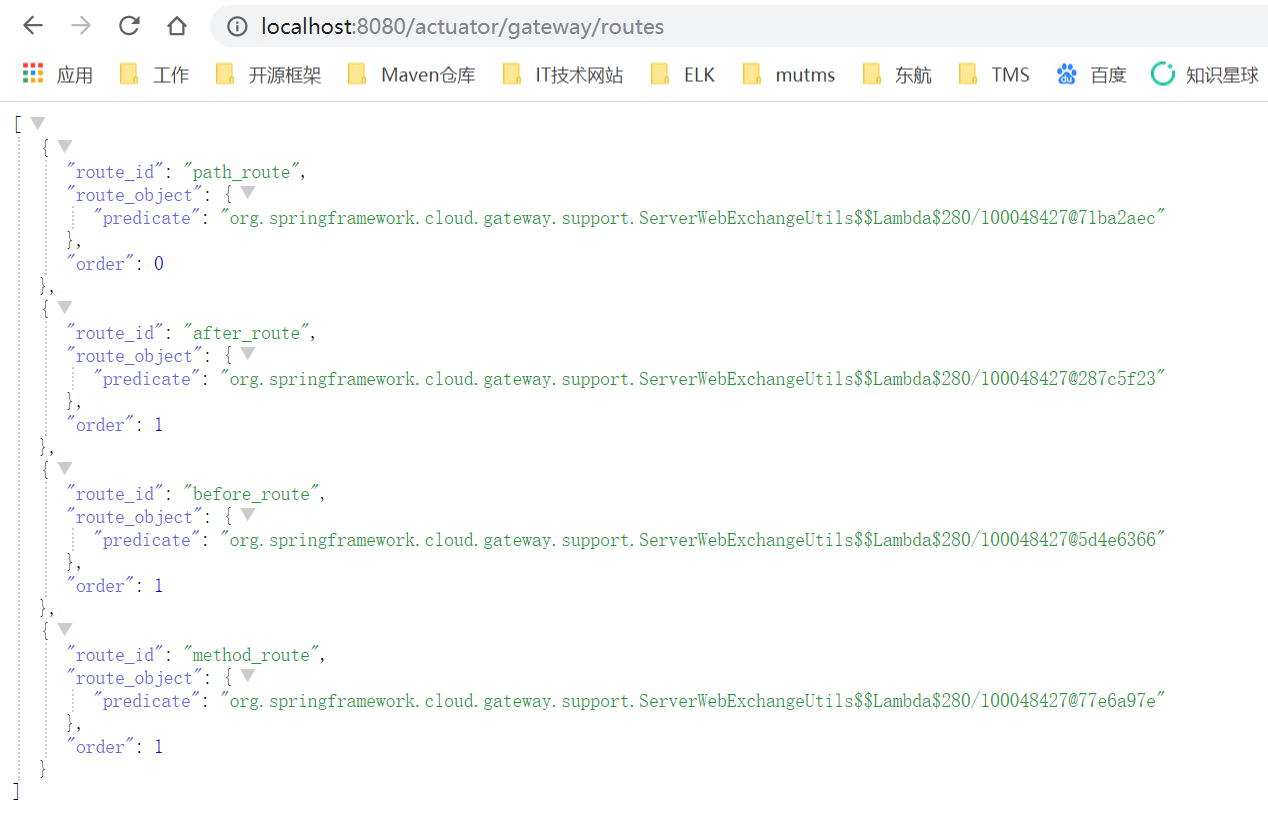 localhost:8080/actuator/gateway/routes
应用 工作 开源框架 Maven仓库 IT技术网站 ELK mutms 东航 TMS 百度 知识星球
[
{
"route_id": "path_route",
"route_object": {
"predicate": "org.springframework.cloud.gateway.support.ServerWebExchangeUtils$$Lambda$280/100048427@71ba2aec"
},
"order": 0
},
{
"route_id": "after_route",
"route_object": {
"predicate": "org.springframework.cloud.gateway.support.ServerWebExchangeUtils$$Lambda$280/100048427@287c5f23"
},
"order": 1
},
{
"route_id": "before_route",
"route_object": {
"predicate": "org.springframework.cloud.gateway.support.ServerWebExchangeUtils$$Lambda$280/100048427@5d4e6366"
},
"order": 1
},
{
"route_id": "method_route",
"route_object": {
"predicate": "org.springframework.cloud.gateway.support.ServerWebExchangeUtils$$Lambda$280/100048427@77e6a97e"
},
"order": 1
}
]